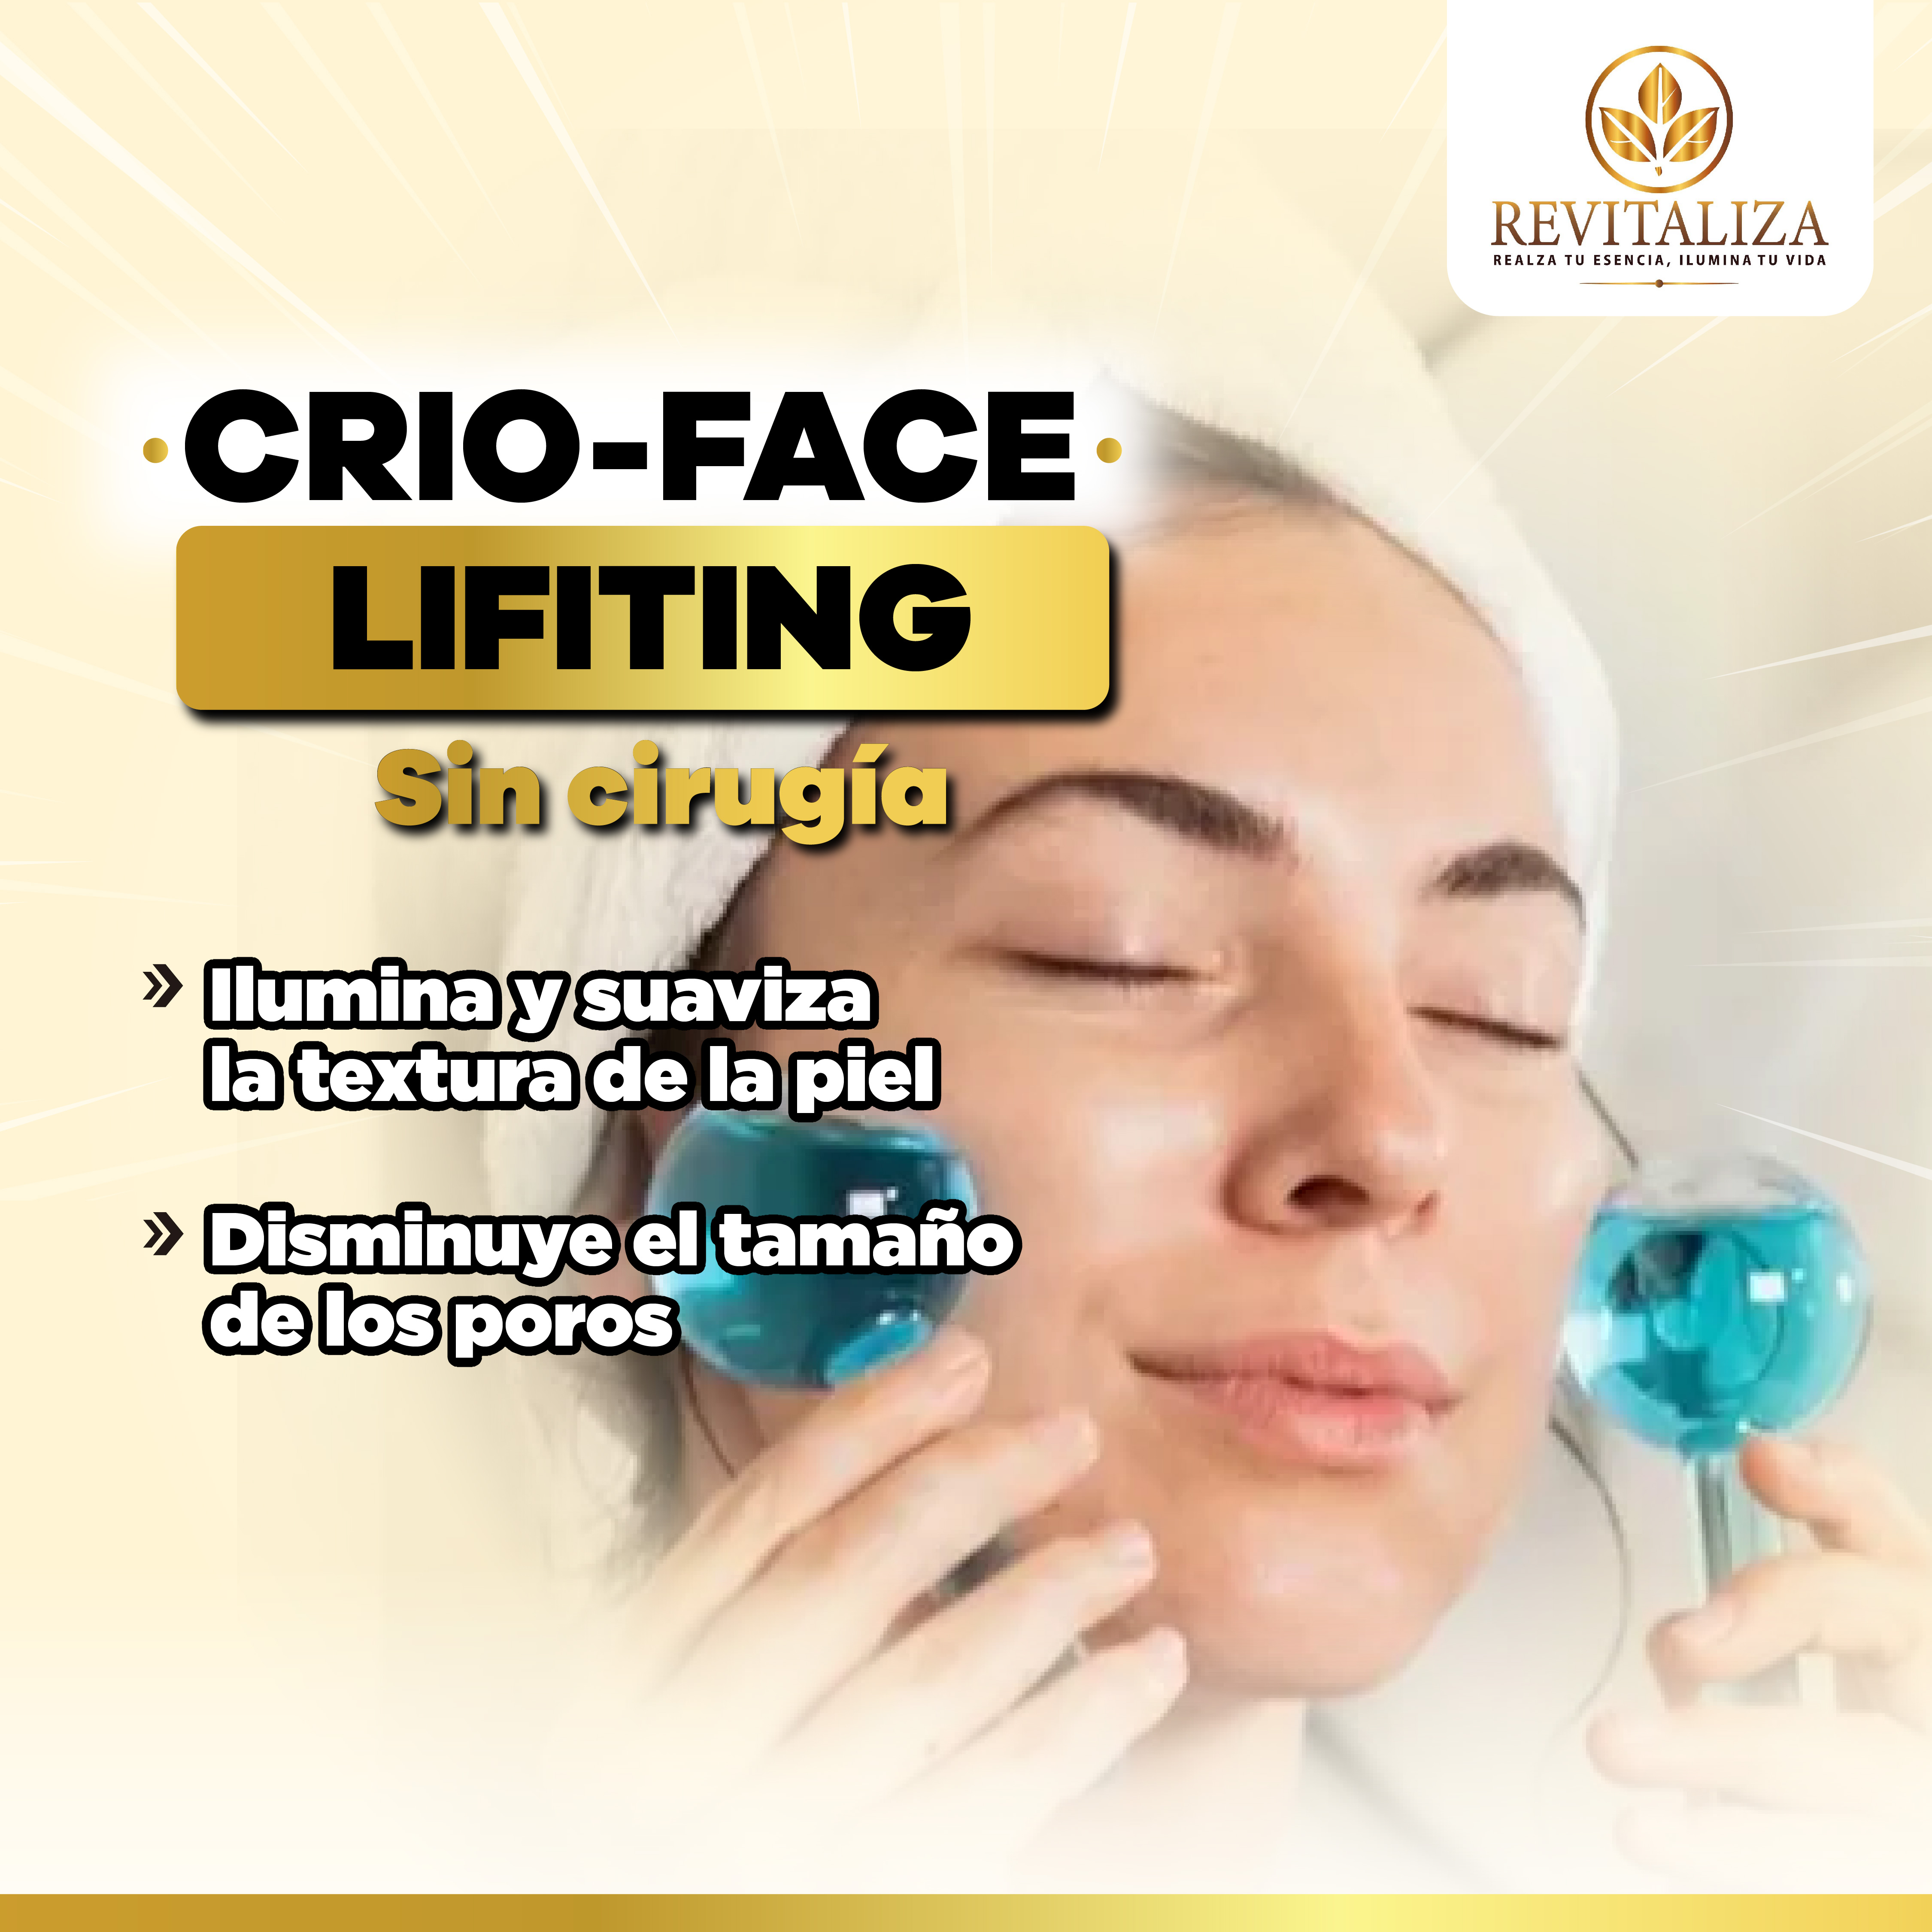 REVITALIZA
REALZA TU ESENCIA, ILUMINA TU VIDA
CRIO-FACE
LIFITING
Sin cirugía
Ilumina y suaviza
la textura de la piel
Disminuye el tamaño
de los poros